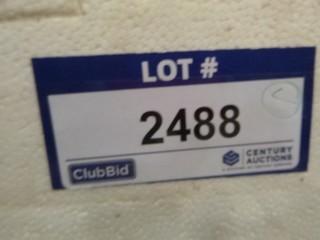 LOT #
2488
ClubBid
CENTURY
AUCTIONS